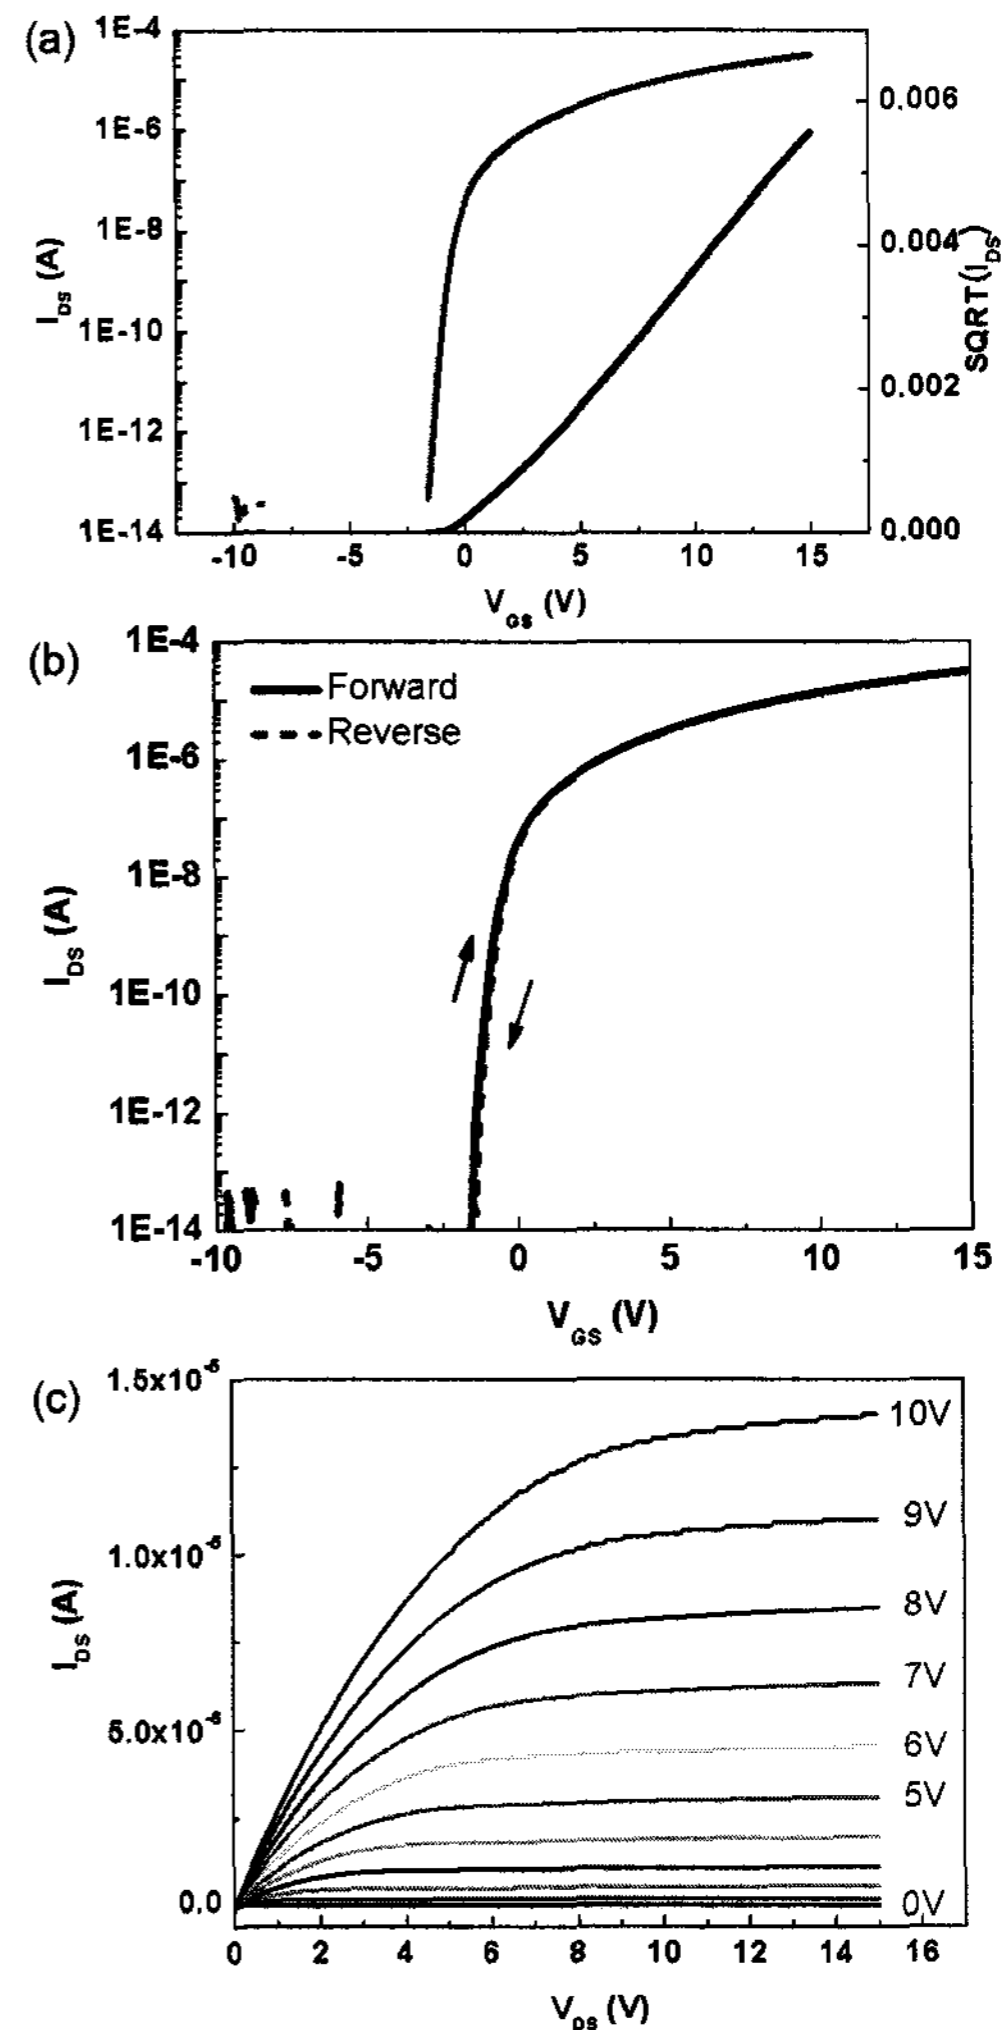 (a)
1E-4
1E-6
1E-8
1E-10
1E-12
1E-14
I_DS (A)
0.006
0.004
0.002
0.000
SQRT(I_DS)
-10 -5 0 5 10 15
V_GS (V)
(b)
1E-4
1E-6
1E-8
1E-10
1E-12
1E-14
I_DS (A)
Forward
Reverse
-10 -5 0 5 10 15
V_GS (V)
(c)
1.5x10^-5
1.0x10^-5
5.0x10^-6
0.0
I_DS (A)
10V
9V
8V
7V
6V
5V
0V
0 2 4 6 8 10 12 14 16
V_DS (V)